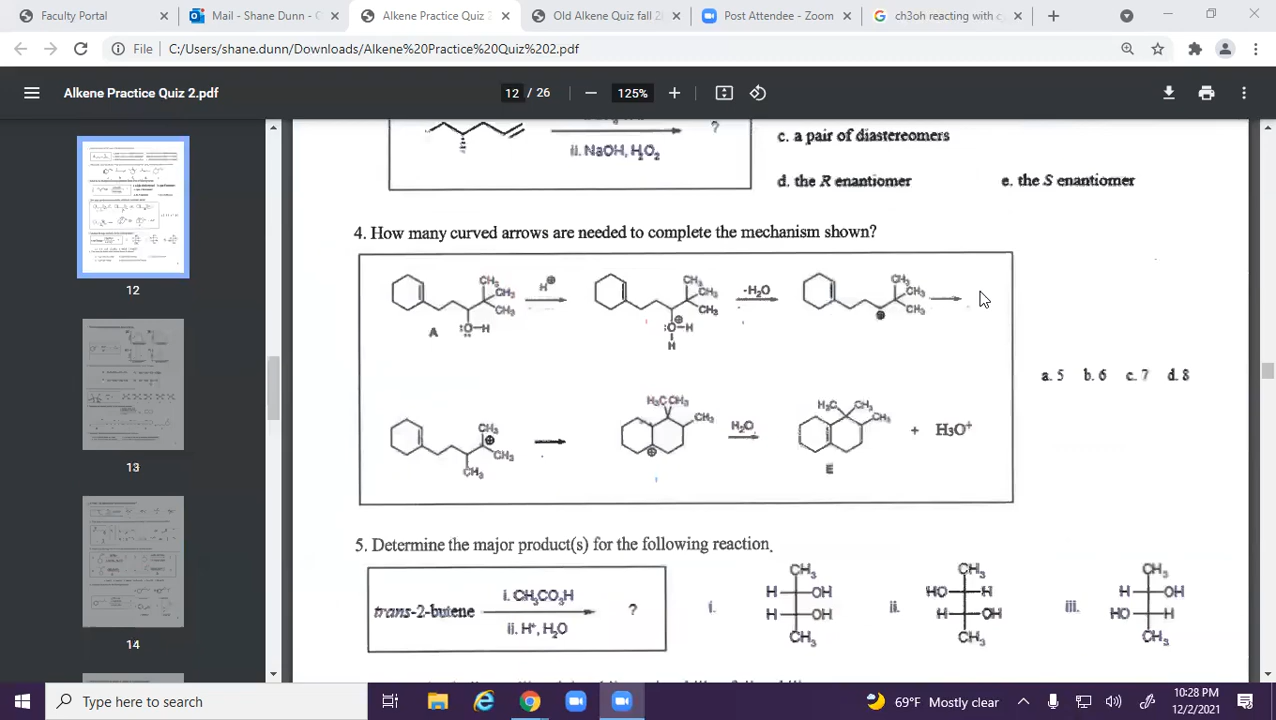 Faculty Portal
Mail - Shane Dunn - O
Alkene Practice Quiz 2
Old Alkene Quiz fall 20
Post Attendee - Zoom
ch3oh reacting with cy
File
C:/Users/shane.dunn/Downloads/Alkene%20Practice%20Quiz%202.pdf
Alkene Practice Quiz 2.pdf
12 / 26
125%
?
ii. NaOH, H₂O₂
c. a pair of diastereomers
d. the R enantiomer
e. the S enantiomer
4. How many curved arrows are needed to complete the mechanism shown?
CH₃
CH₃
CH₃
:O–H
A
H⊕
CH₃
CH₃
CH₃
⊕
:O–H
H
-H₂O
CH₃
CH₃
CH₃
⊕
a. 5 b. 6 c. 7 d. 8
CH₃
⊕
CH₃
CH₃
H₃C CH₃
CH₃
⊕
H₂O
H₃C CH₃
CH₃
E
+ H₃O⁺
5. Determine the major product(s) for the following reaction.
trans-2-butene
i. CH₃CO₃H
ii. H⁺, H₂O
?
i.
CH₃
H OH
H OH
CH₃
ii.
CH₃
HO H
H OH
CH₃
iii.
CH₃
H OH
HO H
CH₃
12
13
14
Type here to search
69°F Mostly clear
10:28 PM
12/2/2021